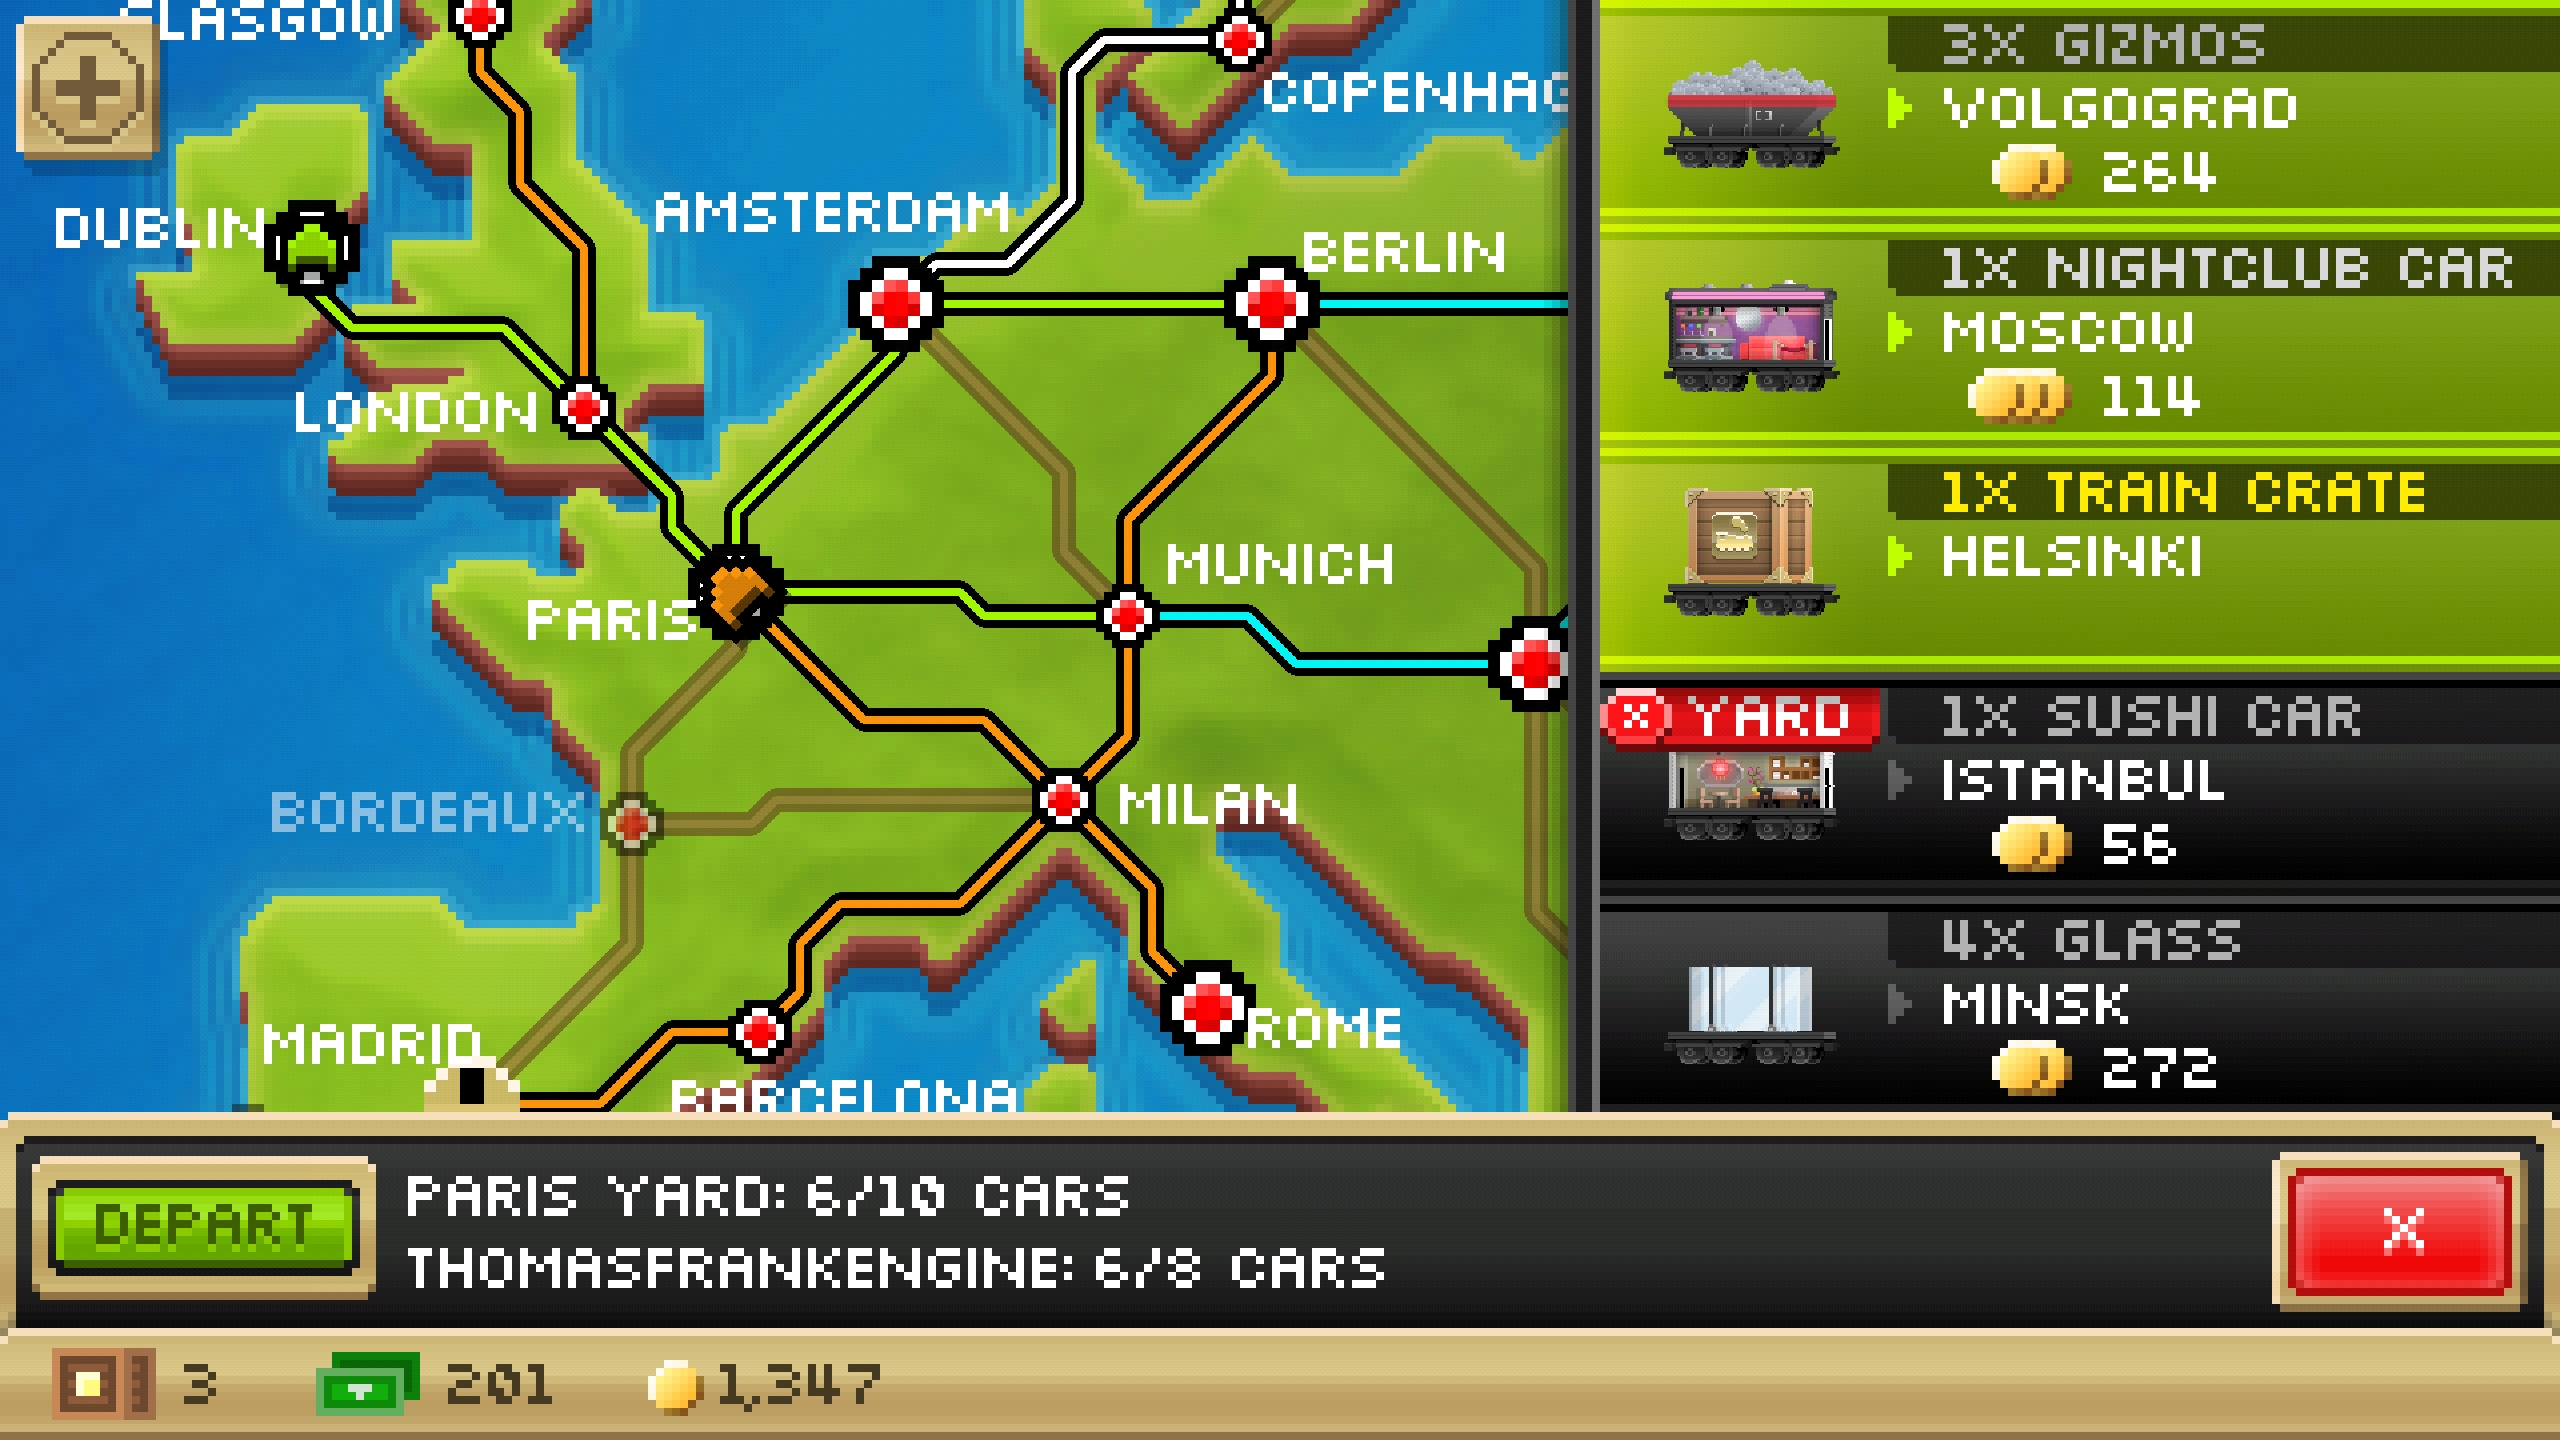 GLASGOW
COPENHAG
AMSTERDAM
DUBLIN
BERLIN
LONDON
MUNICH
PARIS
BORDEAUX
MILAN
MADRID
ROME
BARCELONA
3X GIZMOS
VOLGOGRAD
264
1X NIGHTCLUB CAR
MOSCOW
114
1X TRAIN CRATE
HELSINKI
X YARD
1X SUSHI CAR
ISTANBUL
56
4X GLASS
MINSK
272
DEPART
PARIS YARD: 6/10 CARS
THOMASFRANKENGINE: 6/8 CARS
X
3
201
1,347